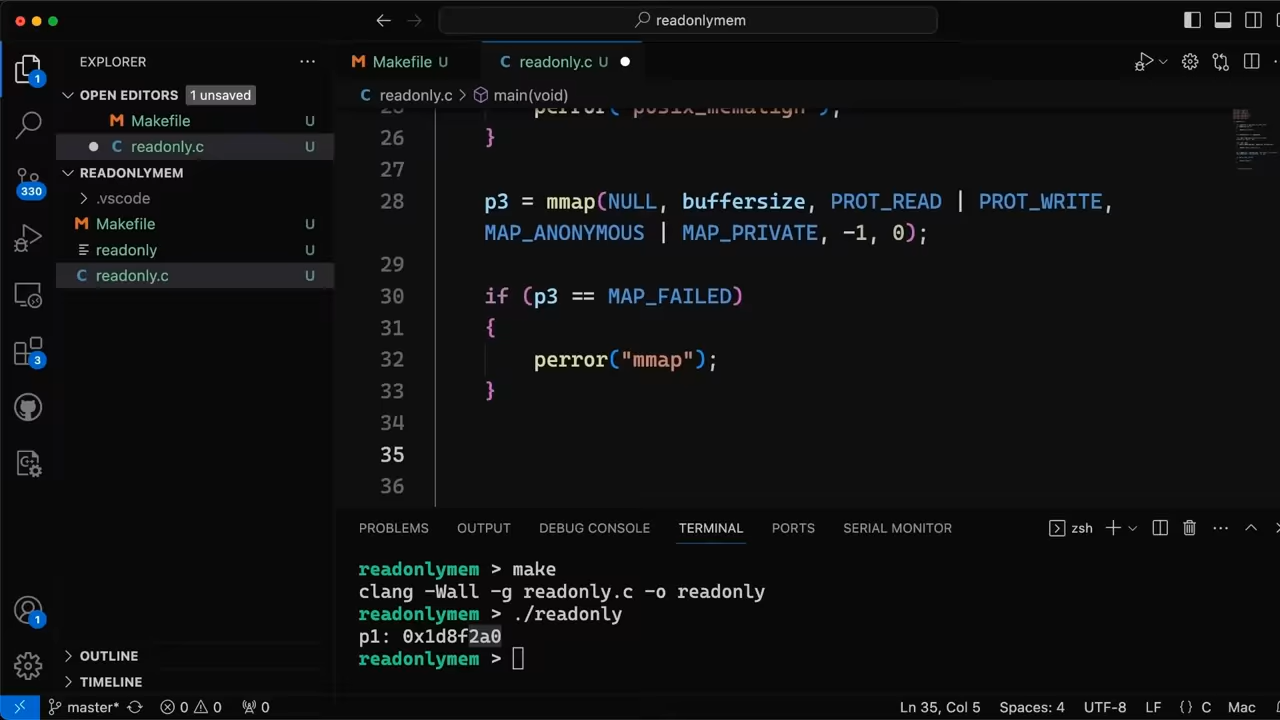 readonlymem
EXPLORER
Makefile U
C readonly.c U
1
OPEN EDITORS 1 unsaved
C readonly.c > main(void)
M Makefile U
perror("posix_memalign");
C readonly.c U
26 }
READONLYMEM
27
330
.vscode
28 p3 = mmap(NULL, buffersize, PROT_READ | PROT_WRITE,
M Makefile U
MAP_ANONYMOUS | MAP_PRIVATE, -1, 0);
readonly U
29
C readonly.c U
30 if (p3 == MAP_FAILED)
31 {
3
32 perror("mmap");
33 }
34
35
36
PROBLEMS OUTPUT DEBUG CONSOLE TERMINAL PORTS SERIAL MONITOR zsh
readonlymem > make
clang -Wall -g readonly.c -o readonly
readonlymem > ./readonly
p1: 0x1d8f2a0
readonlymem >
1
OUTLINE
TIMELINE
master* 0 0 0 Ln 35, Col 5 Spaces: 4 UTF-8 LF {} C Mac